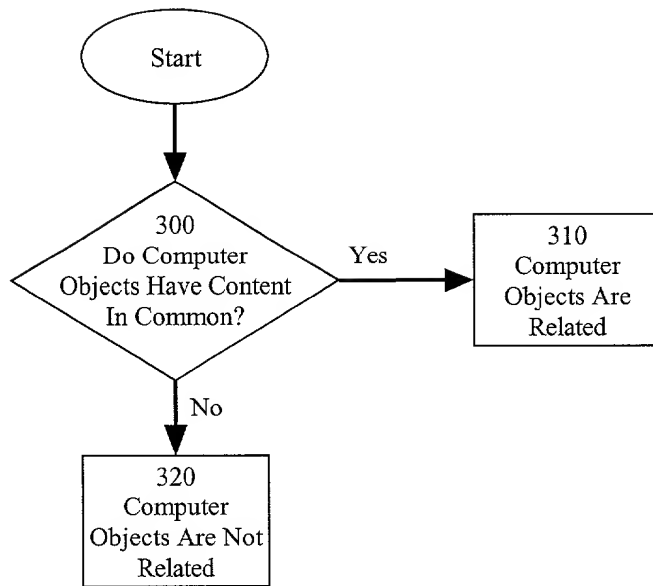 Start
300
Do Computer
Objects Have Content
In Common?
Yes
310
Computer
Objects Are
Related
No
320
Computer
Objects Are Not
Related